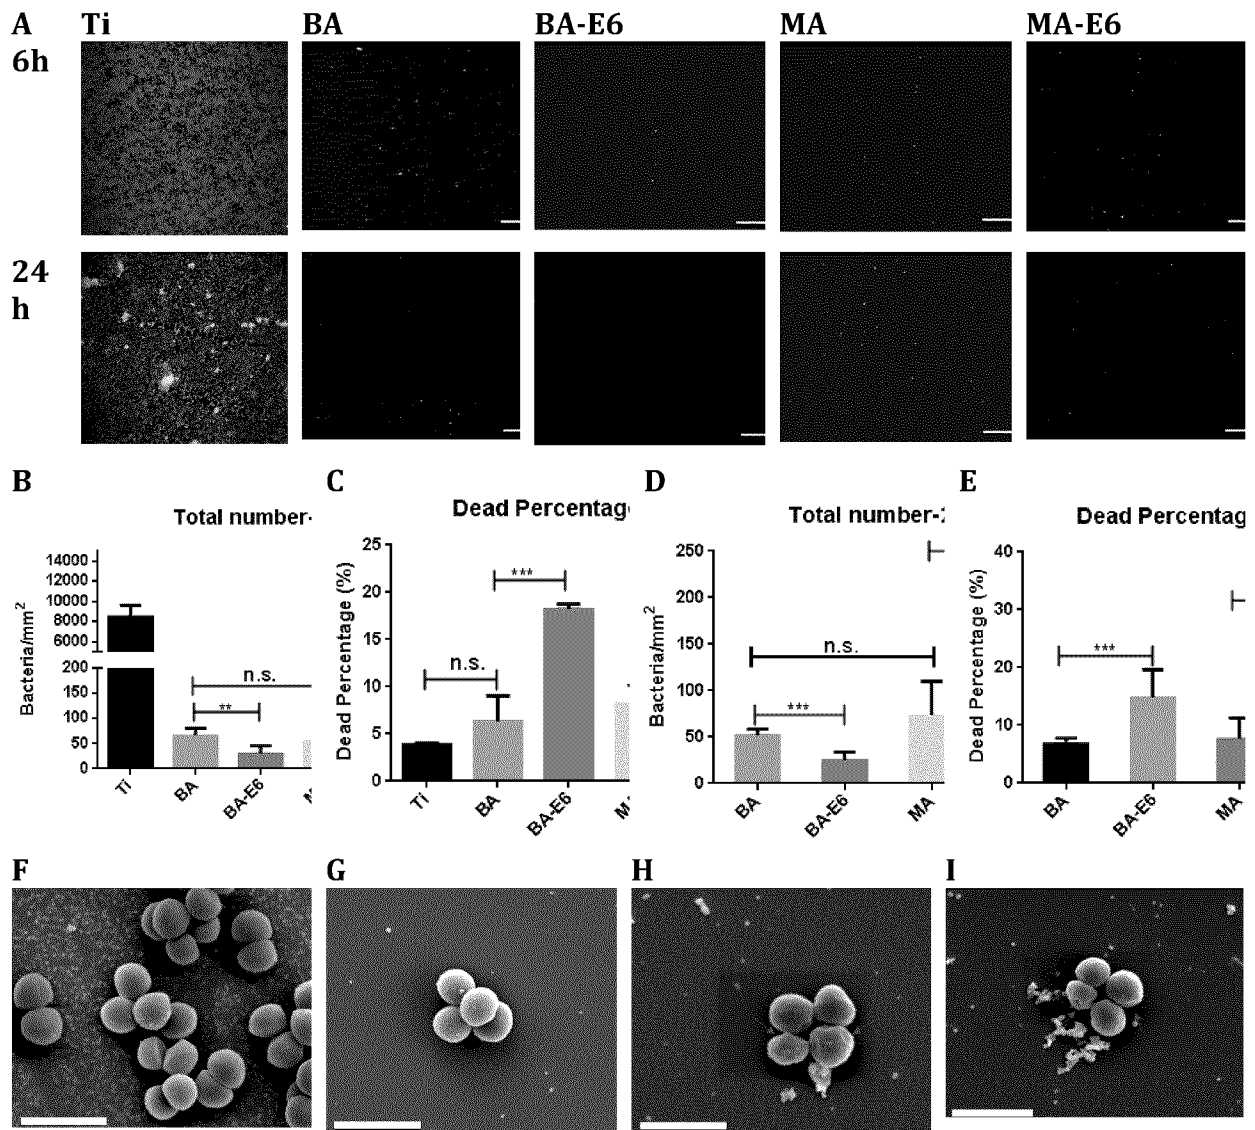 A Ti BA BA-E6 MA MA-E6
6h
24
h
B C D E
Total number-
Dead Percentag
Total number-2
Dead Percentag
Bacteria/mm2
14000
12000
10000
8000
6000
200
150
100
50
0
n.s.
**
Ti BA BA-E6
Dead Percentage (%)
25
20
15
10
5
0
n.s.
***
Ti BA BA-E6 M
Bacteria/mm2
250
200
150
100
50
0
n.s.
***
BA BA-E6 MA
Dead Percentage (%)
40
30
20
10
0
***
BA BA-E6 MA
F G H I